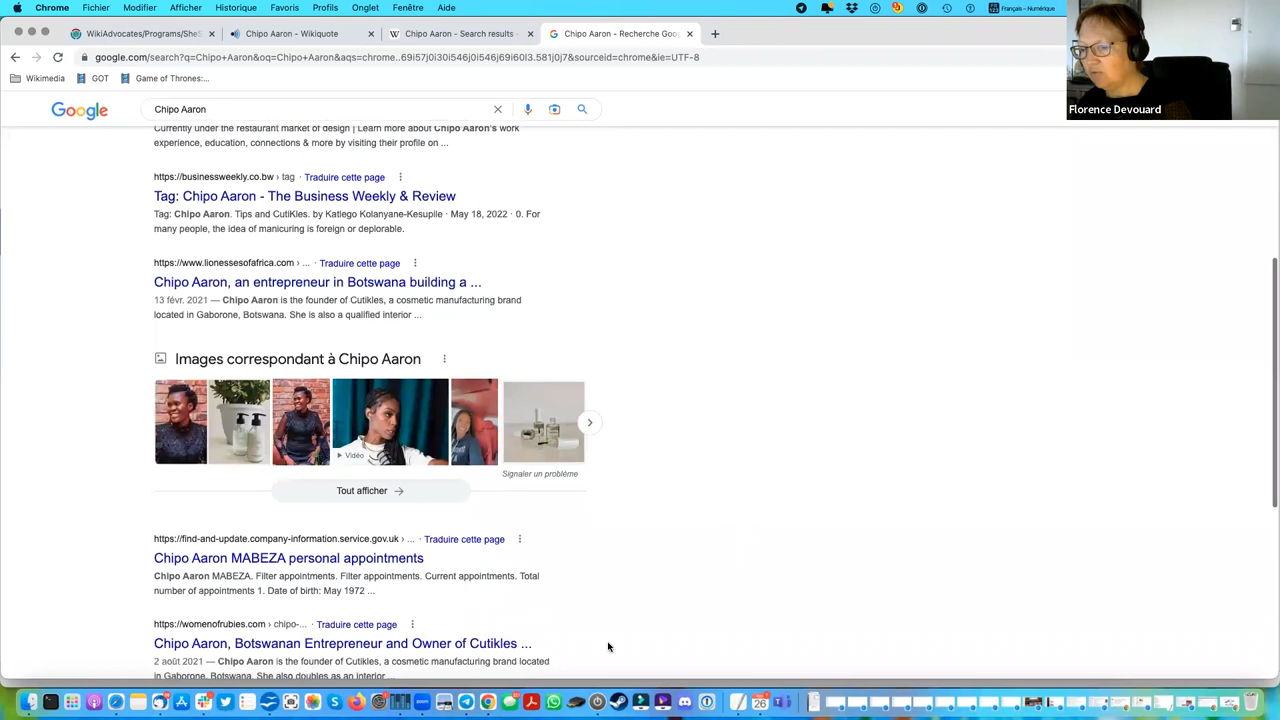 Chrome Fichier Modifier Afficher Historique Favoris Profils Onglet Fenêtre Aide Français – Numérique
WikiAdvocates/Programs/SheS Chipo Aaron - Wikiquote Chipo Aaron - Search results - Chipo Aaron - Recherche Goo
google.com/search?q=Chipo+Aaron&oq=Chipo+Aaron&aqs=chrome..69i57j0i30i546j0i546j69i60l3.581j0j7&sourceid=chrome&ie=UTF-8
Wikimedia GOT Game of Thrones:...
Florence Devouard
Google Chipo Aaron
Currently under the restaurant market of design | Learn more about Chipo Aaron's work
experience, education, connections & more by visiting their profile on ...
https://businessweekly.co.bw › tag · Traduire cette page
Tag: Chipo Aaron - The Business Weekly & Review
Tag: Chipo Aaron. Tips and CutiKles. by Katlego Kolanyane-Kesupile · May 18, 2022 · 0. For
many people, the idea of manicuring is foreign or deplorable.
https://www.lionessesofafrica.com › ... · Traduire cette page
Chipo Aaron, an entrepreneur in Botswana building a ...
13 févr. 2021 — Chipo Aaron is the founder of Cutikles, a cosmetic manufacturing brand
located in Gaborone, Botswana. She is also a qualified interior ...
Images correspondant à Chipo Aaron
Vidéo
Signaler un problème
Tout afficher
https://find-and-update.company-information.service.gov.uk › ... · Traduire cette page
Chipo Aaron MABEZA personal appointments
Chipo Aaron MABEZA. Filter appointments. Filter appointments. Current appointments. Total
number of appointments 1. Date of birth: May 1972 ...
https://womenofrubies.com › chipo-... · Traduire cette page
Chipo Aaron, Botswanan Entrepreneur and Owner of Cutikles ...
2 août 2021 — Chipo Aaron is the founder of Cutikles, a cosmetic manufacturing brand located
in Gaborone, Botswana. She also doubles as an interior ...
26